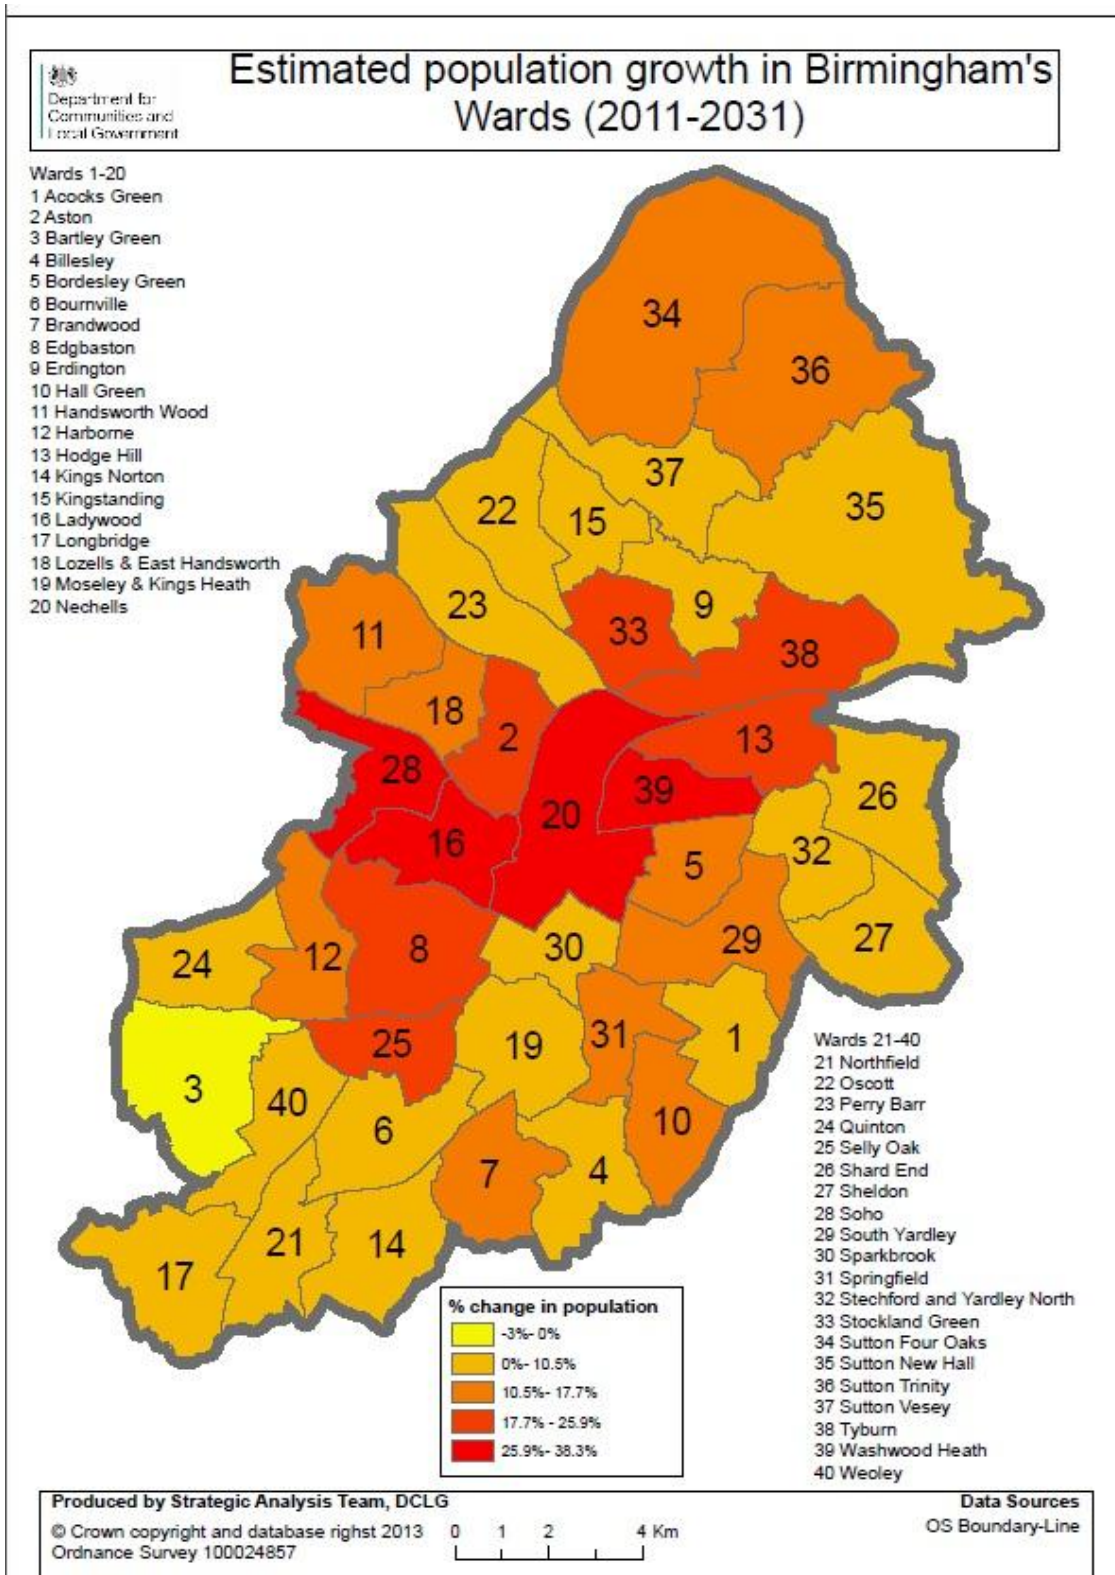 Department for
Communities and
Local Government
Estimated population growth in Birmingham's
Wards (2011-2031)
Wards 1-20
1 Acocks Green
2 Aston
3 Bartley Green
4 Billesley
5 Bordesley Green
6 Bournville
7 Brandwood
8 Edgbaston
9 Erdington
10 Hall Green
11 Handsworth Wood
12 Harborne
13 Hodge Hill
14 Kings Norton
15 Kingstanding
16 Ladywood
17 Longbridge
18 Lozells & East Handsworth
19 Moseley & Kings Heath
20 Nechells
34
36
37
22
15
35
23
9
33
11
38
18
2
13
28
39
26
20
16
32
5
8
30
29
27
24
12
31
19
1
25
3
40
6
10
7
4
21
14
17
Wards 21-40
21 Northfield
22 Oscott
23 Perry Barr
24 Quinton
25 Selly Oak
26 Shard End
27 Sheldon
28 Soho
29 South Yardley
30 Sparkbrook
31 Springfield
32 Stechford and Yardley North
33 Stockland Green
34 Sutton Four Oaks
35 Sutton New Hall
36 Sutton Trinity
37 Sutton Vesey
38 Tyburn
39 Washwood Heath
40 Weoley
% change in population
-3%- 0%
0%- 10.5%
10.5%- 17.7%
17.7% - 25.9%
25.9%- 38.3%
Produced by Strategic Analysis Team, DCLG
© Crown copyright and database righst 2013
Ordnance Survey 100024857
0 1 2 4 Km
Data Sources
OS Boundary-Line